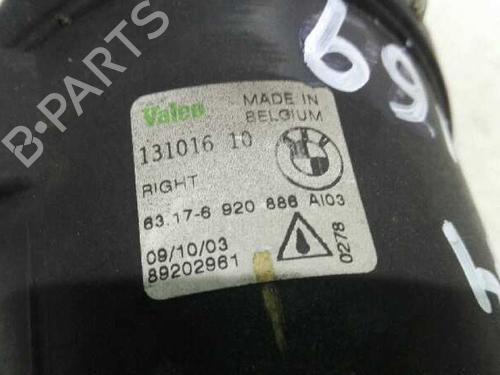 Valeo
MADE IN
BELGIUM
131016 10
RIGHT
63.17-6 920 886 AI03
09/10/03
89202961
0278
69
B-PARTS